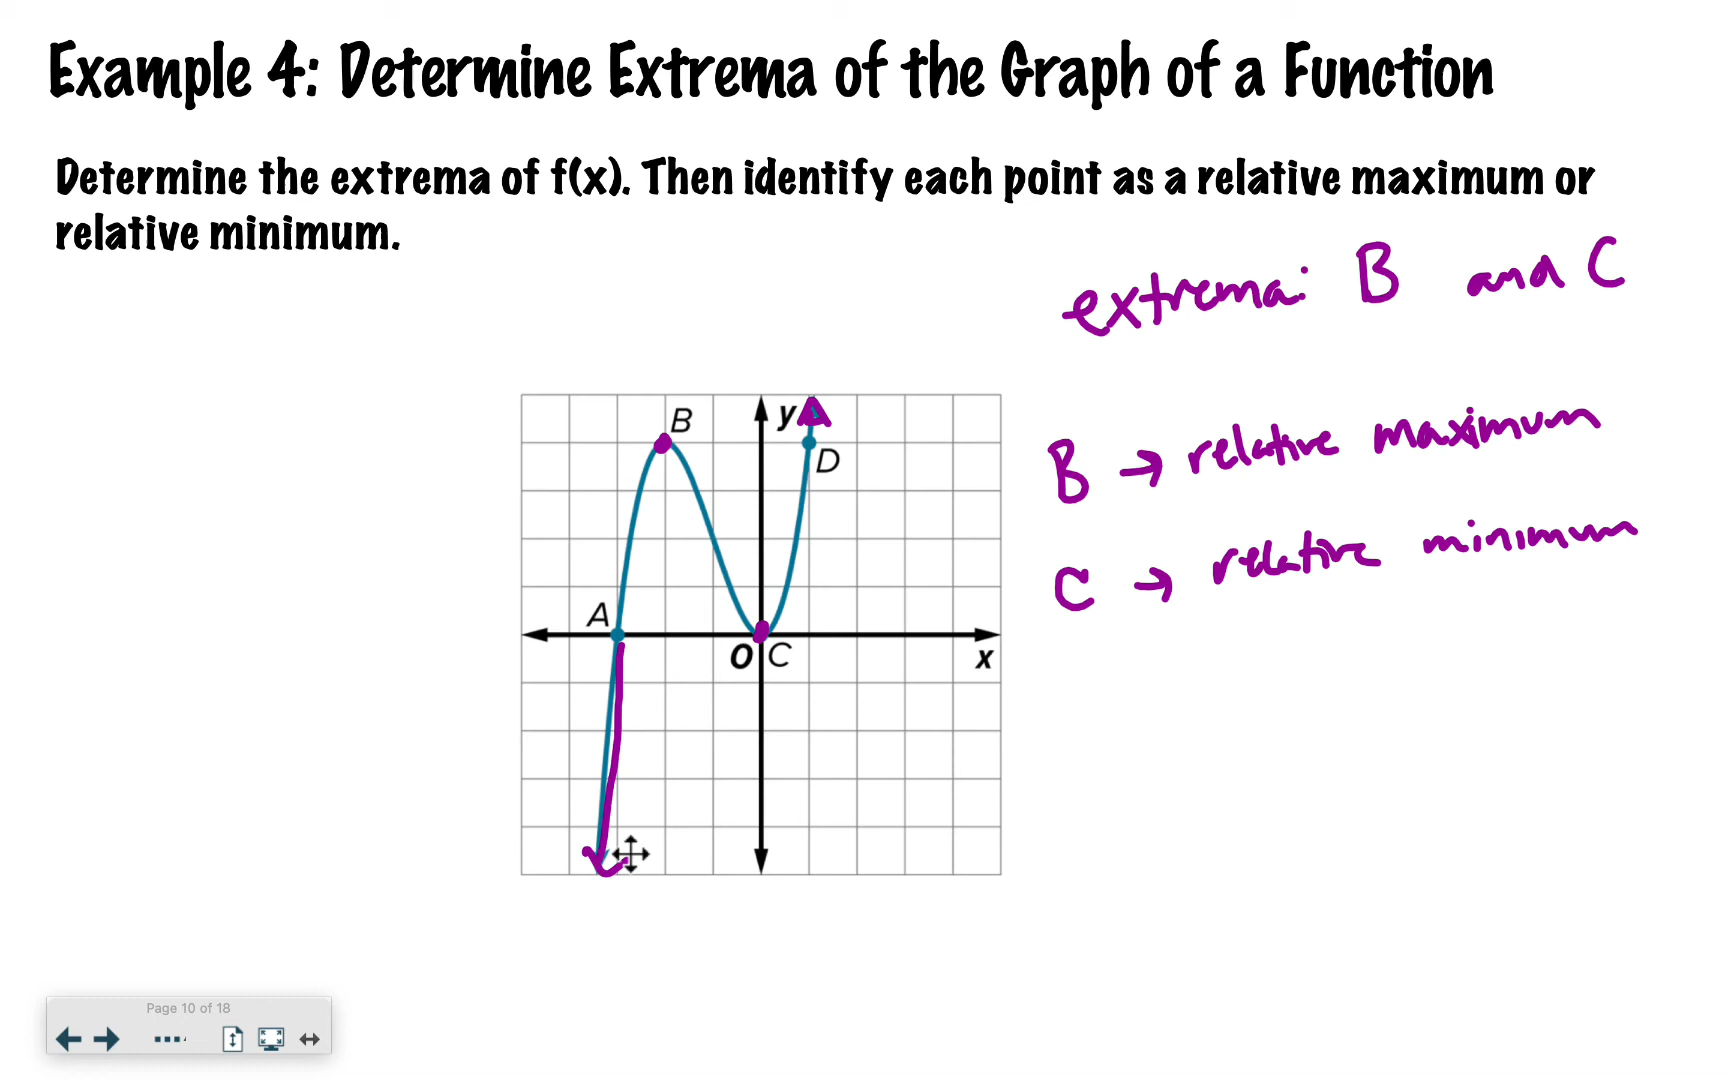 Example 4: Determine Extrema of the Graph of a Function
Determine the extrema of f(x). Then identify each point as a relative maximum or
relative minimum.
extrema: B and C
B
y
D
B → relative maximum
C → relative minimum
A
O
C
x
Page 10 of 18